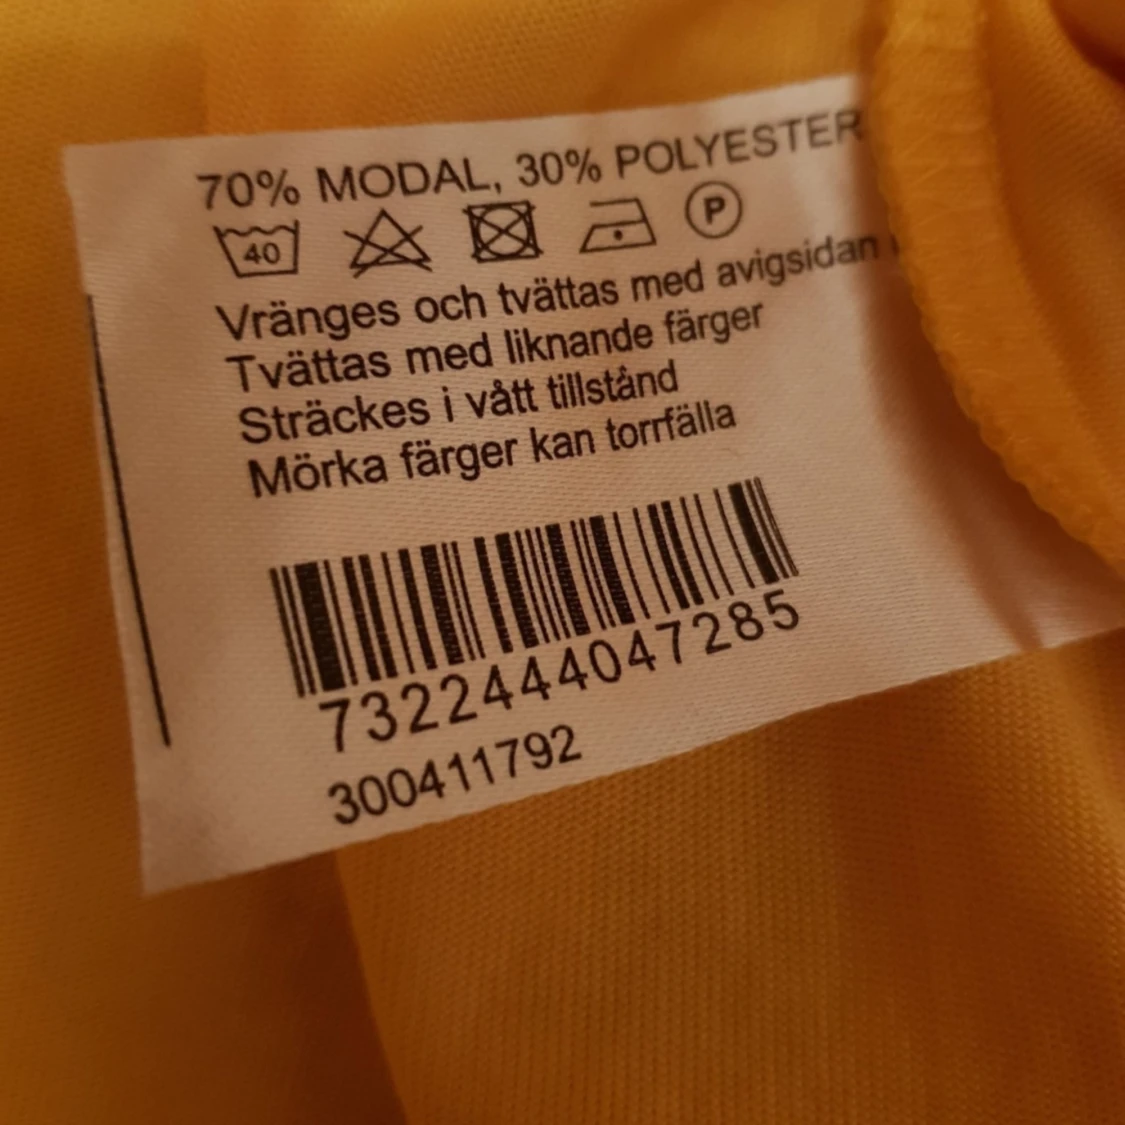 70% MODAL, 30% POLYESTER
40 P
Vränges och tvättas med avigsidan
Tvättas med liknande färger
Sträckes i vått tillstånd
Mörka färger kan torrfälla
7322444047285
300411792